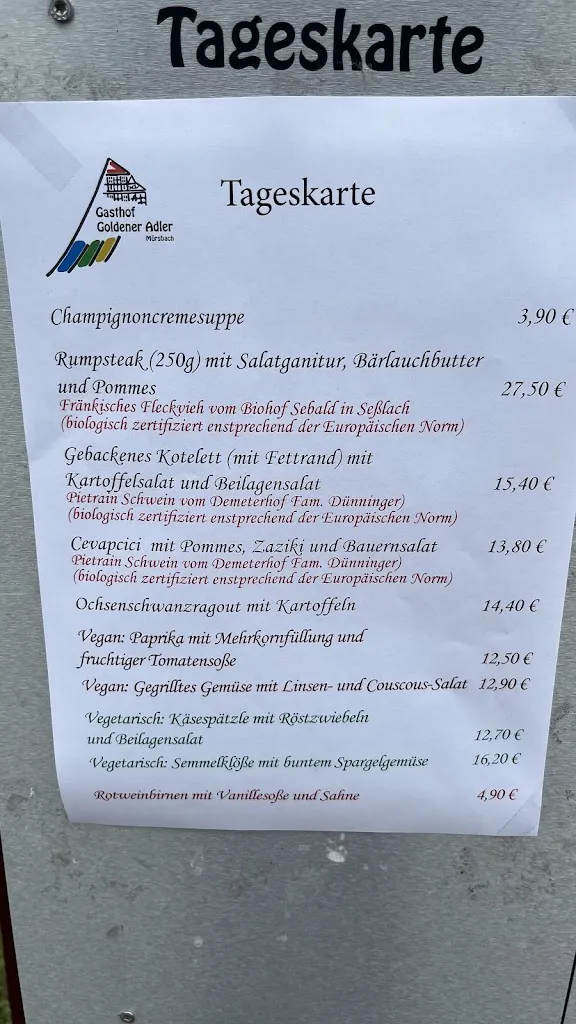 Tageskarte
Gasthof
Goldener Adler
Mürsbach
Tageskarte
Champignoncremesuppe 3,90 €
Rumpsteak (250g) mit Salatganitur, Bärlauchbutter
und Pommes 27,50 €
Fränkisches Fleckvieh vom Biohof Sebald in Seßlach
(biologisch zertifiziert enstprechend der Europäischen Norm)
Gebackenes Kotelett (mit Fettrand) mit
Kartoffelsalat und Beilagensalat 15,40 €
Pietrain Schwein vom Demeterhof Fam. Dünninger)
(biologisch zertifiziert enstprechend der Europäischen Norm)
Cevapcici mit Pommes, Zaziki und Bauernsalat 13,80 €
Pietrain Schwein vom Demeterhof Fam. Dünninger)
(biologisch zertifiziert enstprechend der Europäischen Norm)
Ochsenschwanzragout mit Kartoffeln 14,40 €
Vegan: Paprika mit Mehrkornfüllung und
fruchtiger Tomatensoße 12,50 €
Vegan: Gegrilltes Gemüse mit Linsen- und Couscous-Salat 12,90 €
Vegetarisch: Käsespätzle mit Röstzwiebeln
und Beilagensalat 12,70 €
Vegetarisch: Semmelklöße mit buntem Spargelgemüse 16,20 €
Rotweinbirnen mit Vanillesoße und Sahne 4,90 €